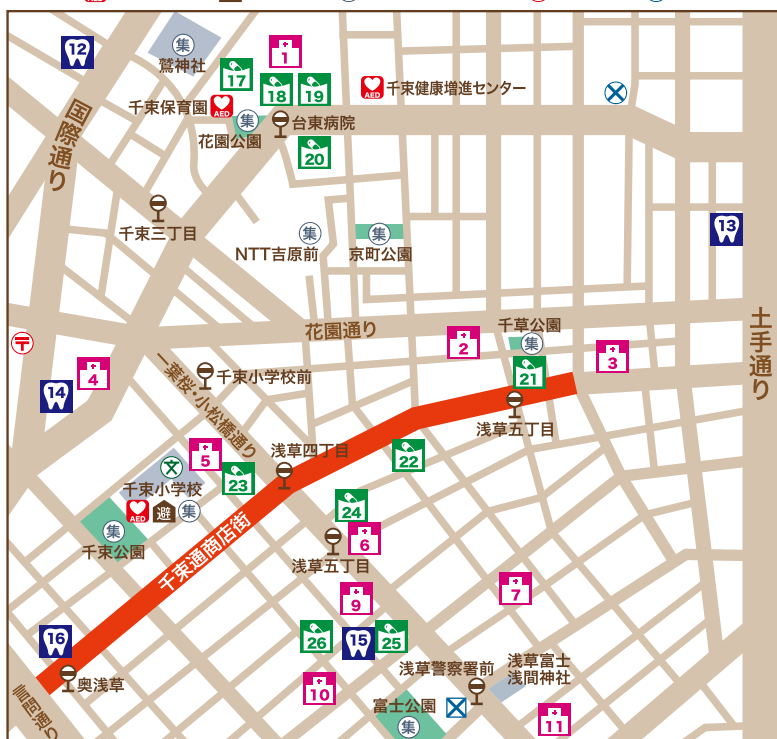 12
集
鷲神社
1
17
18
19
AED
千束健康増進センター
千束保育園
AED
集
花園公園
台東病院
20
国際通り
千束三丁目
集
NTT吉原前
集
京町公園
13
花園通り
千草公園
集
2
3
土手通り
〒
4
14
一葉桜・小松橋通り
千束小学校前
21
浅草五丁目
浅草四丁目
22
5
23
文
千束小学校
AED
避
集
集
千束公園
千束通商店街
24
6
浅草五丁目
7
9
26
15
25
16
奥浅草
言問通り
10
浅草警察署前
浅草富士
浅間神社
富士公園
集
11